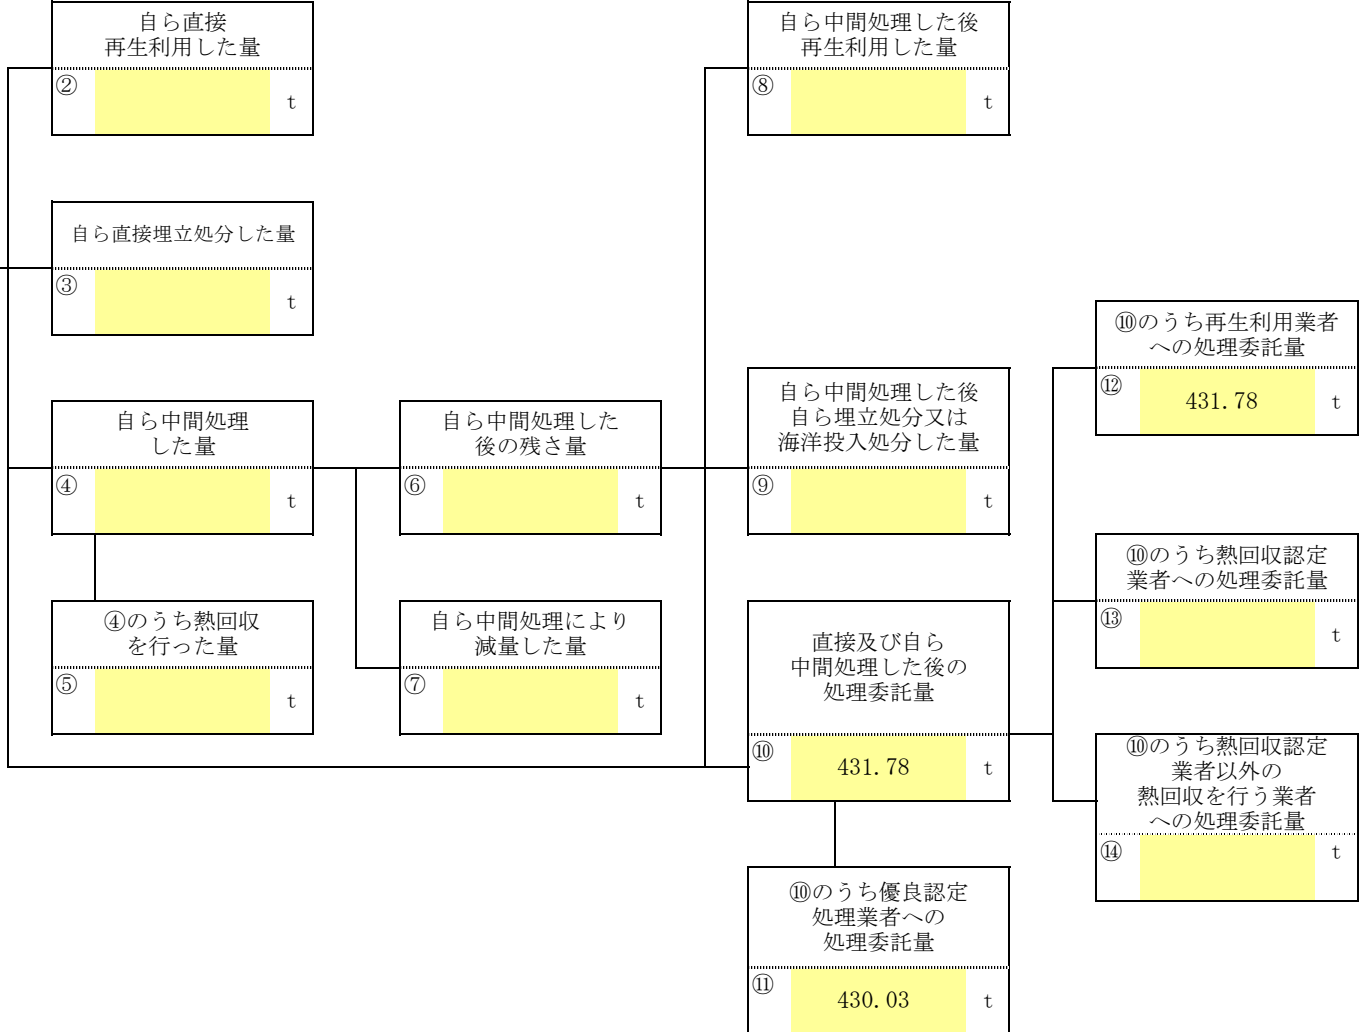 自ら直接
再生利用した量
② t
自ら中間処理した後
再生利用した量
⑧ t
自ら直接埋立処分した量
③ t
⑩のうち再生利用業者
への処理委託量
⑫ 431.78 t
自ら中間処理
した量
④ t
自ら中間処理した
後の残さ量
⑥ t
自ら中間処理した後
自ら埋立処分又は
海洋投入処分した量
⑨ t
⑩のうち熱回収認定
業者への処理委託量
⑬ t
④のうち熱回収
を行った量
⑤ t
自ら中間処理により
減量した量
⑦ t
直接及び自ら
中間処理した後の
処理委託量
⑩ 431.78 t
⑩のうち熱回収認定
業者以外の
熱回収を行う業者
への処理委託量
⑭ t
⑩のうち優良認定
処理業者への
処理委託量
⑪ 430.03 t